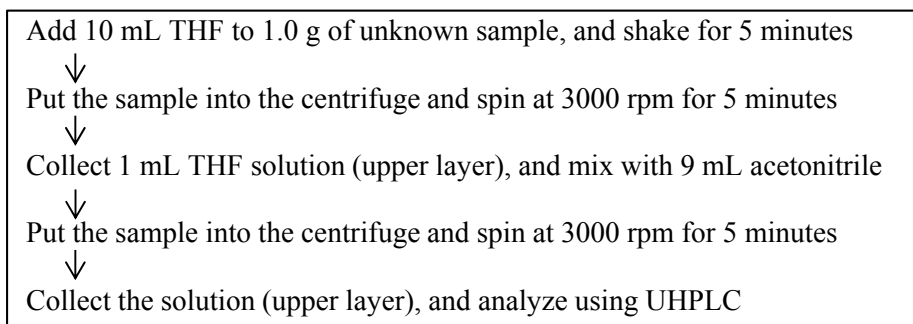 Add 10 mL THF to 1.0 g of unknown sample, and shake for 5 minutes
Put the sample into the centrifuge and spin at 3000 rpm for 5 minutes
Collect 1 mL THF solution (upper layer), and mix with 9 mL acetonitrile
Put the sample into the centrifuge and spin at 3000 rpm for 5 minutes
Collect the solution (upper layer), and analyze using UHPLC